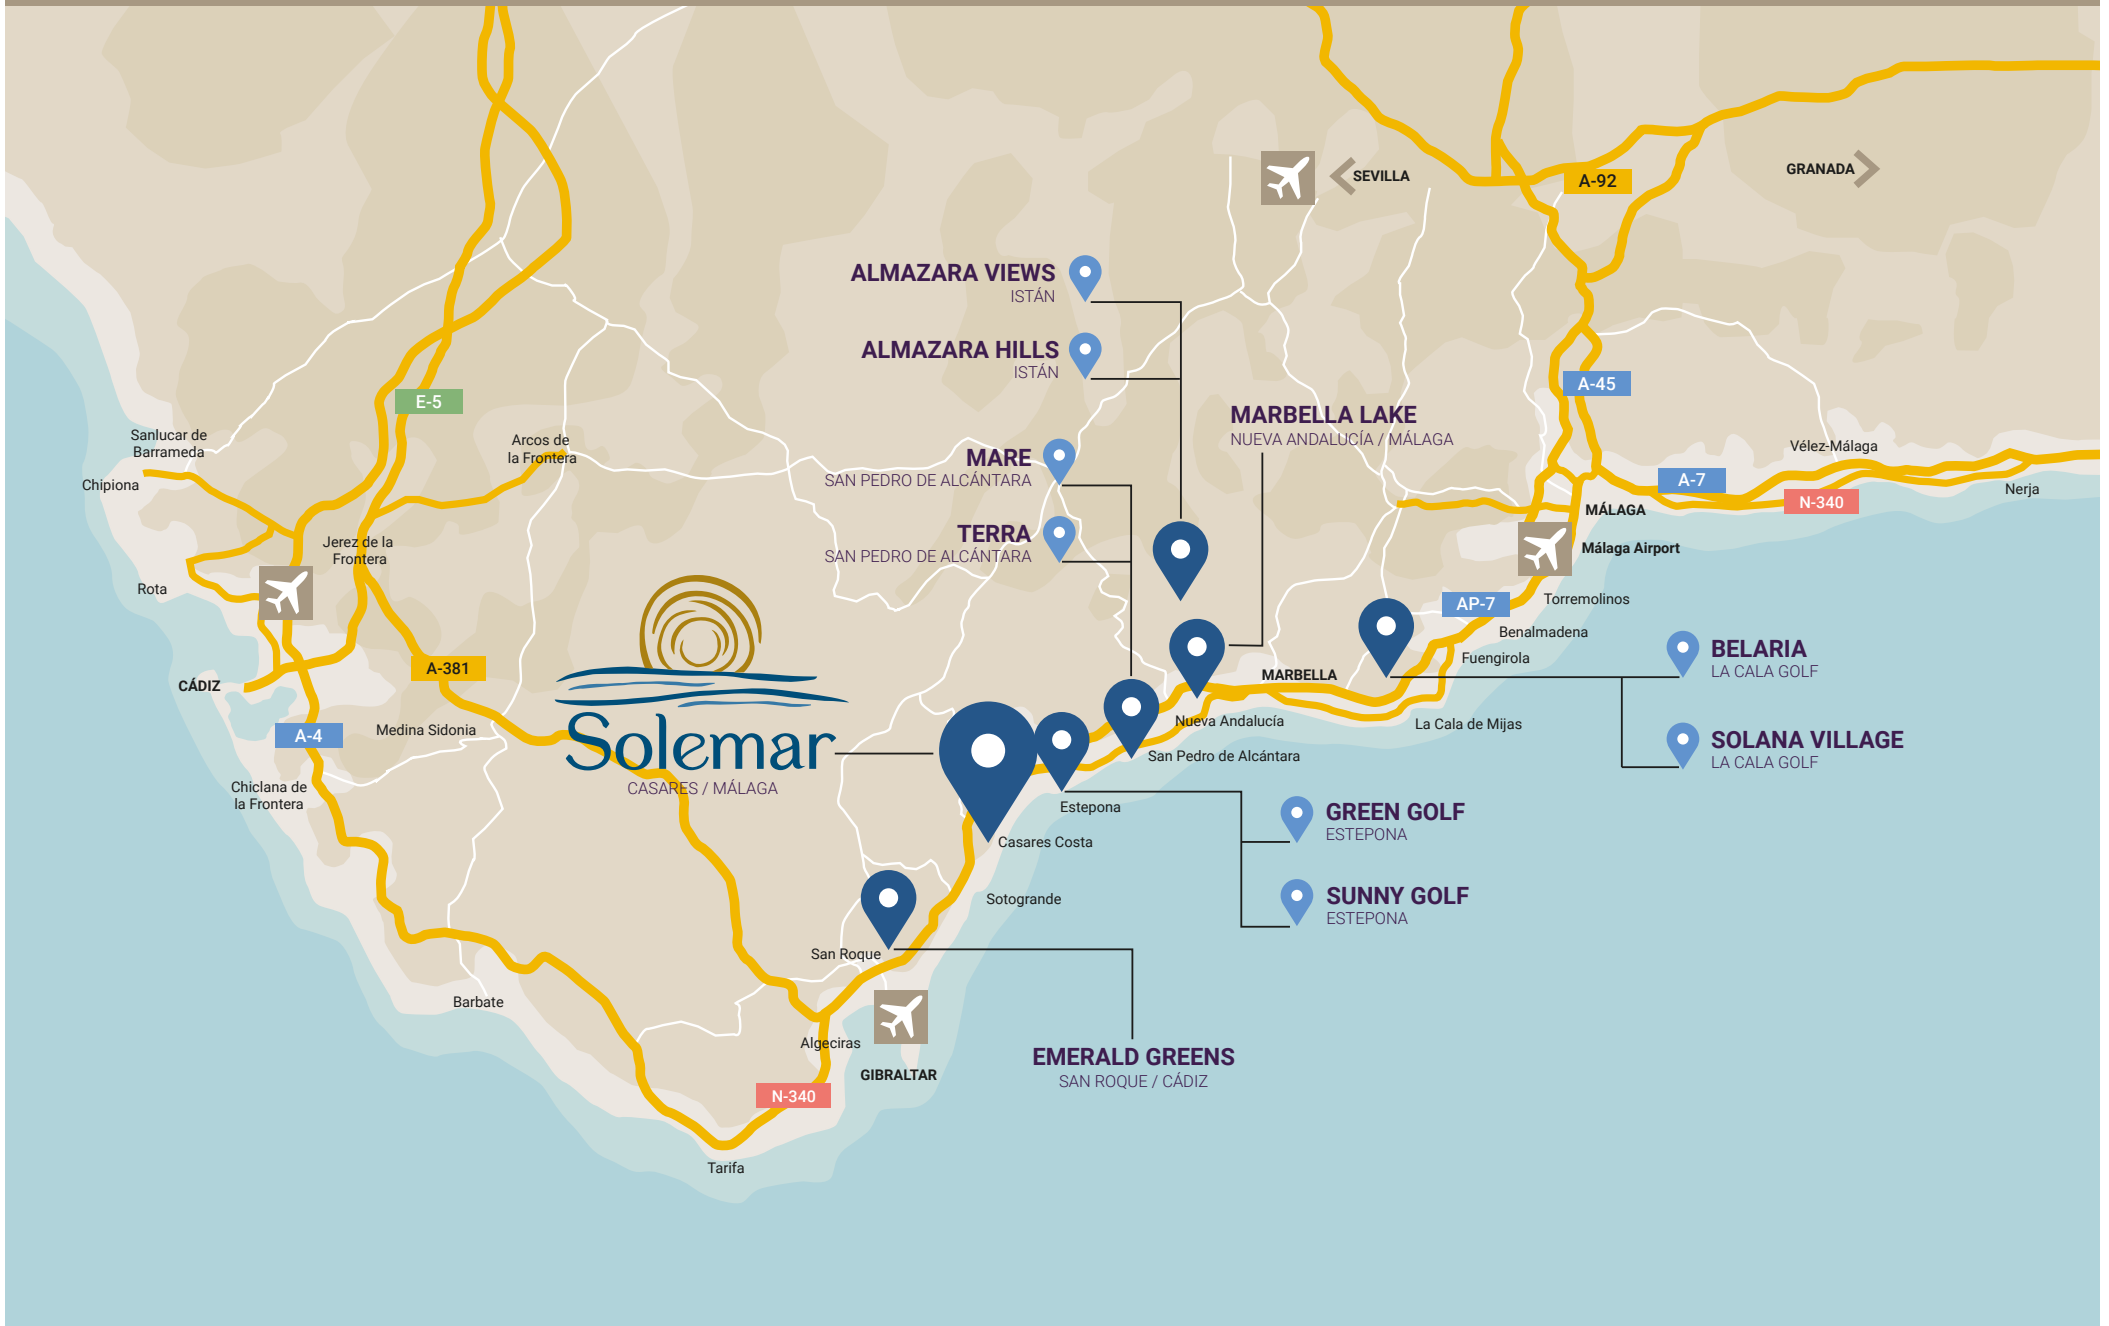 SEVILLA
GRANADA
A-92
ALMAZARA VIEWS
ISTÁN
ALMAZARA HILLS
ISTÁN
A-45
E-5
MARBELLA LAKE
NUEVA ANDALUCÍA / MÁLAGA
Sanlucar de
Barrameda
Arcos de
la Frontera
Vélez-Málaga
MARE
SAN PEDRO DE ALCÁNTARA
Chipiona
A-7
Nerja
N-340
MÁLAGA
TERRA
SAN PEDRO DE ALCÁNTARA
Jerez de la
Frontera
Málaga Airport
Rota
AP-7
Torremolinos
Benalmadena
Fuengirola
BELARIA
LA CALA GOLF
A-381
MARBELLA
CÁDIZ
Nueva Andalucía
La Cala de Mijas
Medina Sidonia
A-4
Solemar
CASARES / MÁLAGA
SOLANA VILLAGE
LA CALA GOLF
San Pedro de Alcántara
Chiclana de
la Frontera
Estepona
GREEN GOLF
ESTEPONA
Casares Costa
Sotogrande
SUNNY GOLF
ESTEPONA
San Roque
Barbate
Algeciras
GIBRALTAR
EMERALD GREENS
SAN ROQUE / CÁDIZ
N-340
Tarifa